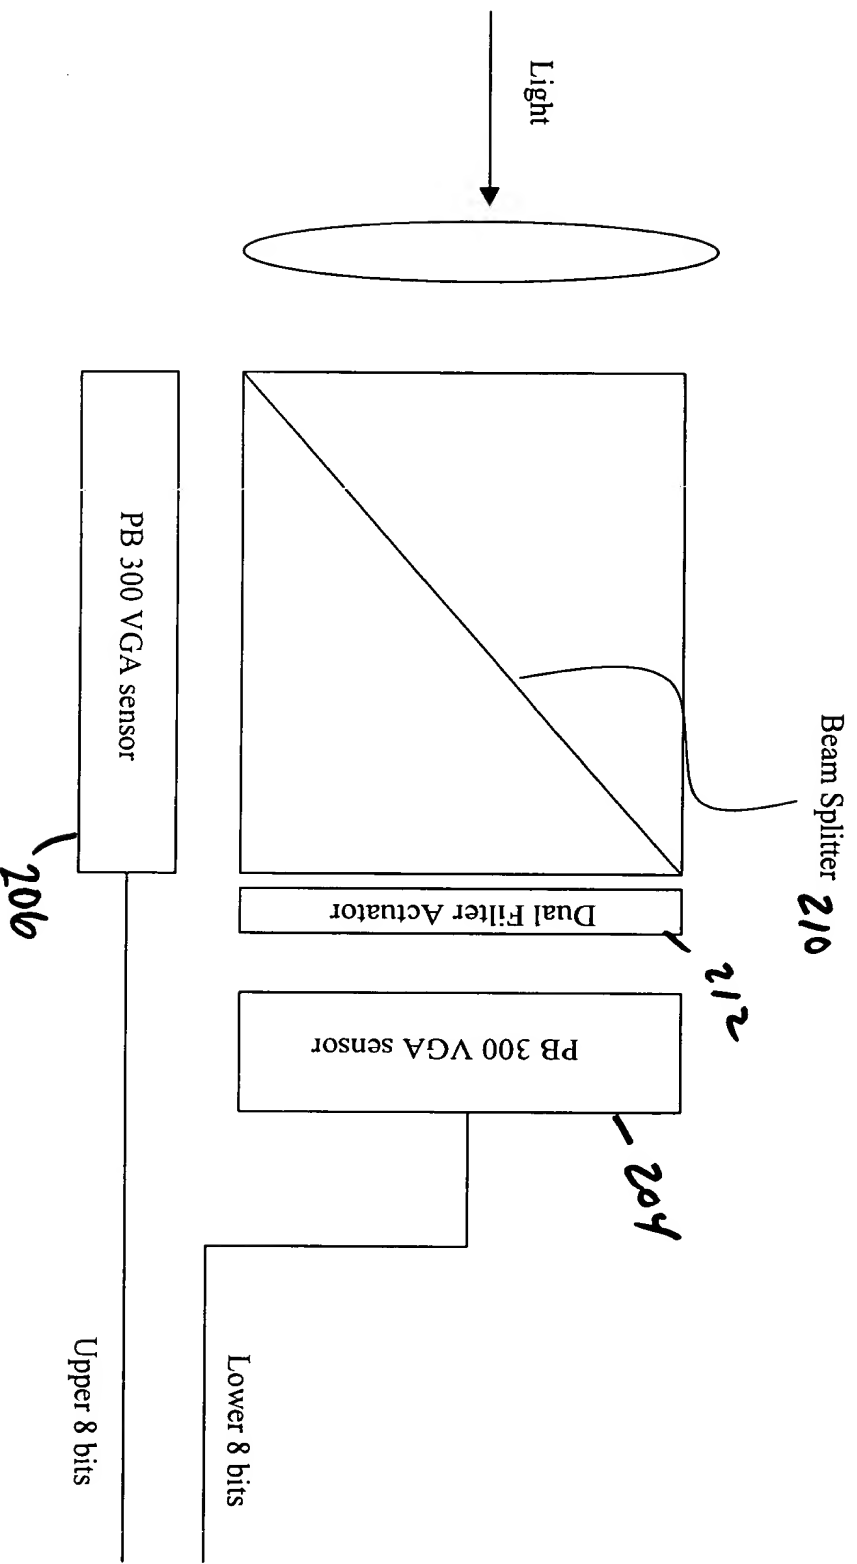 Light
Beam Splitter 210
PB 300 VGA sensor
206
Dual Filter Actuator
212
PB 300 VGA sensor
204
Lower 8 bits
Upper 8 bits